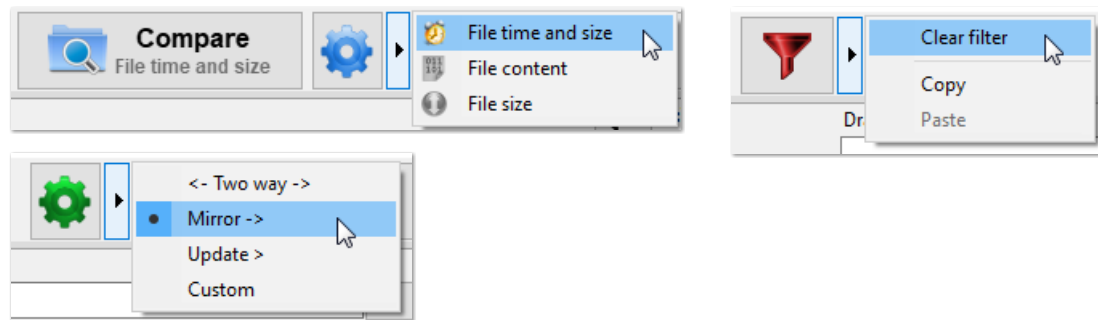 Compare
File time and size
File time and size
File content
File size
Clear filter
Copy
Paste
Dr
<- Two way ->
Mirror ->
Update >
Custom